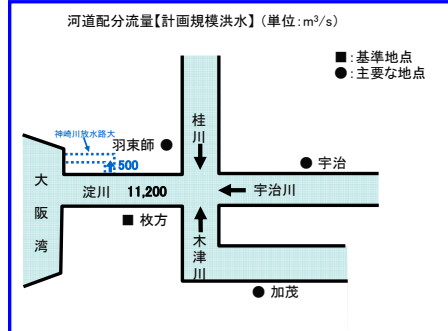 河道配分流量【計画規模洪水】（単位：m³/s）
■：基準地点
●：主要な地点
神崎川放水路大
羽東師 ●
桂川
500
● 宇治
大阪湾
淀川 11,200
宇治川
■ 枚方
木津川
● 加茂